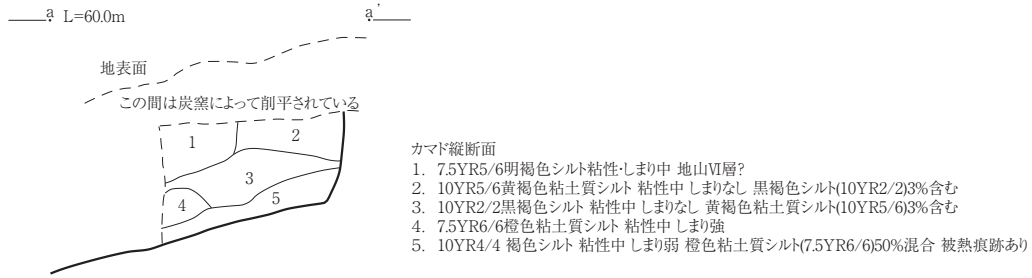 a L=60.0m a'
地表面
この間は炭窯によって削平されている
1 2
3
4 5
カマド縦断面
1. 7.5YR5/6明褐色シルト粘性・しまり中 地山Ⅵ層?
2. 10YR5/6黄褐色粘土質シルト 粘性中 しまりなし 黒褐色シルト(10YR2/2)3%含む
3. 10YR2/2黒褐色シルト 粘性中 しまりなし 黄褐色粘土質シルト(10YR5/6)3%含む
4. 7.5YR6/6橙色粘土質シルト 粘性中 しまり強
5. 10YR4/4 褐色シルト 粘性中 しまり弱 橙色粘土質シルト(7.5YR6/6)50%混合 被熱痕跡あり